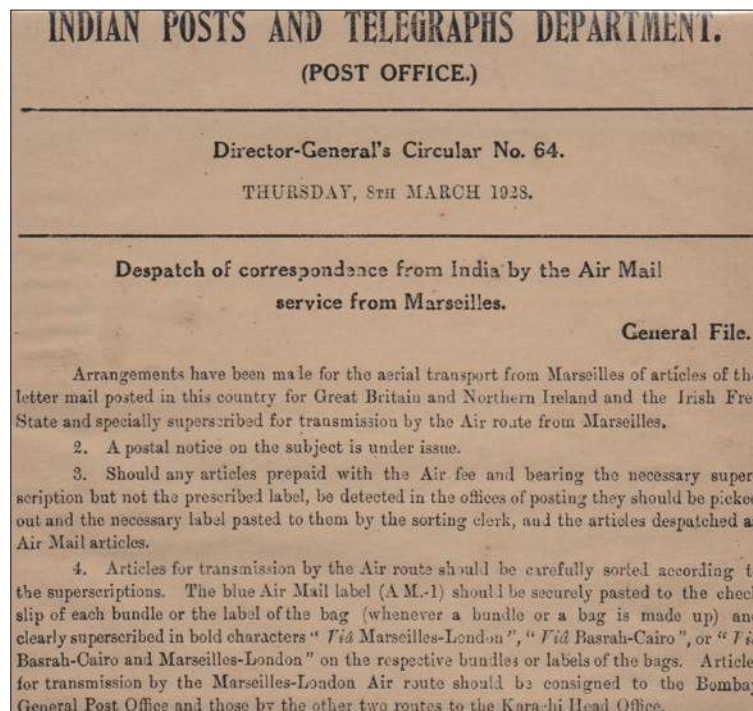 INDIAN POSTS AND TELEGRAPHS DEPARTMENT.
(POST OFFICE.)
Director-General's Circular No. 64.
THURSDAY, 8TH MARCH 1928.
Despatch of correspondence from India by the Air Mail
service from Marseilles.
General File.
Arrangements have been made for the aerial transport from Marseilles of articles of the
letter mail posted in this country for Great Britain and Northern Ireland and the Irish Fre
State and specially superscribed for transmission by the Air route from Marseilles.
2. A postal notice on the subject is under issue.
3. Should any articles prepaid with the Air fee and bearing the necessary super
scription but not the prescribed label, be detected in the offices of posting they should be picke
out and the necessary label pasted to them by the sorting clerk, and the articles despatched a
Air Mail articles.
4. Articles for transmission by the Air route should be carefully sorted according t
the superscriptions. The blue Air Mail label (A M.-1) should be securely pasted to the chec
slip of each bundle or the label of the bag (whenever a bundle or a bag is made up) an
clearly superscribed in bold characters " Viâ Marseilles-London ", " Viâ Basrah-Cairo ", or " Vi
Basrah-Cairo and Marseilles-London " on the respective bundles or labels of the bags. Article
for transmission by the Marseilles-London Air route should be consigned to the Bomba
General Post Office and those by the other two routes to the Karachi Head Office.